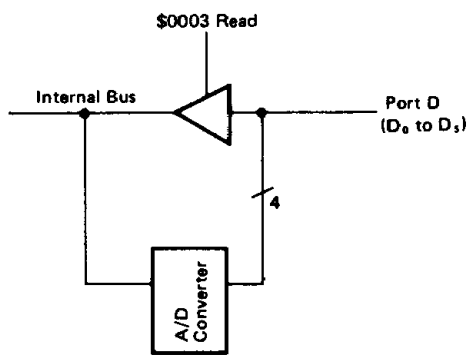 $0003 Read
Internal Bus
Port D
(D₀ to D₅)
4
A/D
Converter